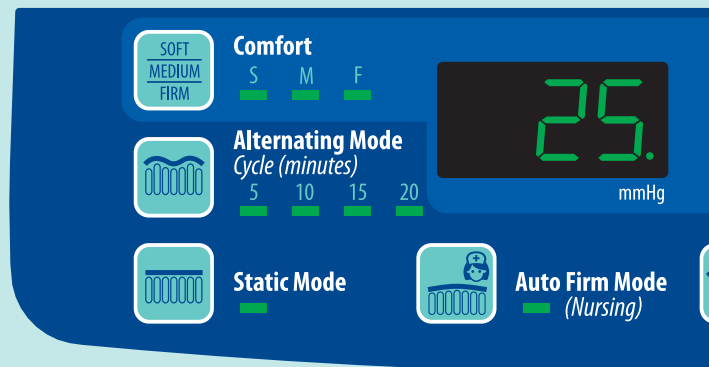 SOFT
MEDIUM
FIRM
Comfort
S M F
25.
mmHg
Alternating Mode
Cycle (minutes)
5 10 15 20
Static Mode
Auto Firm Mode
(Nursing)